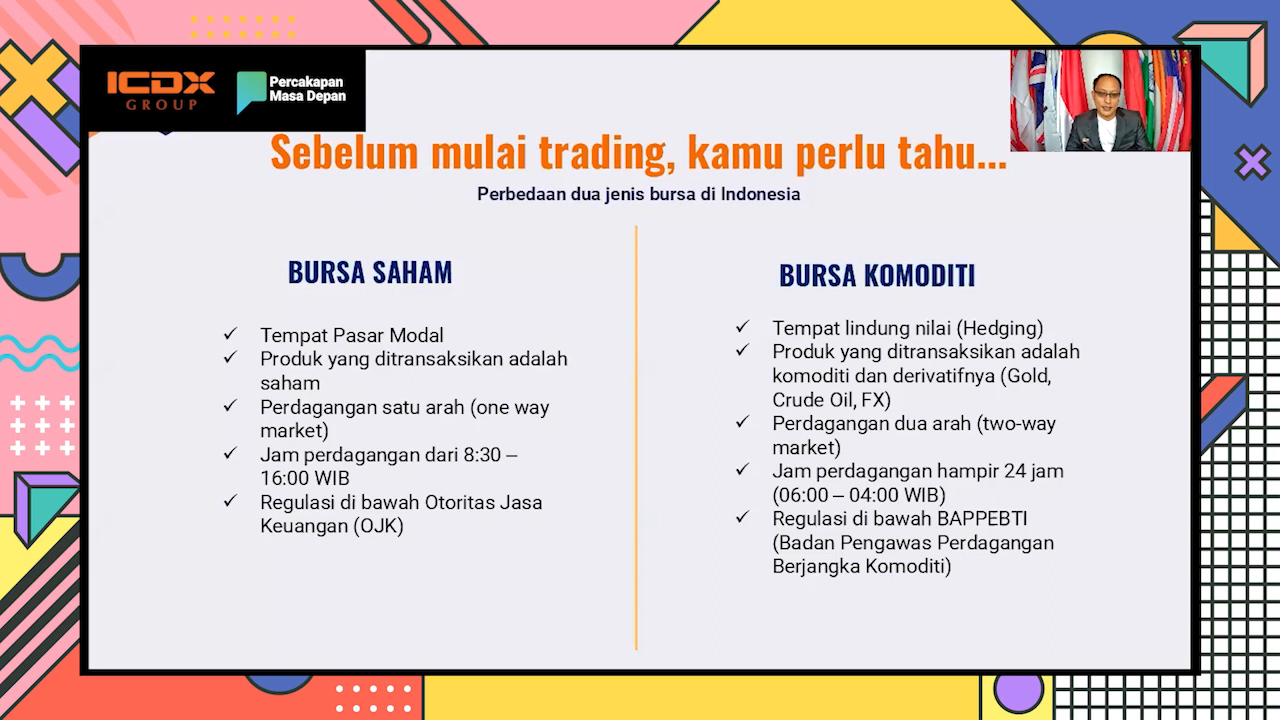 ICDX
GROUP
Percakapan
Masa Depan
Sebelum mulai trading, kamu perlu tahu...
Perbedaan dua jenis bursa di Indonesia
BURSA SAHAM
✓ Tempat Pasar Modal
✓ Produk yang ditransaksikan adalah
saham
✓ Perdagangan satu arah (one way
market)
✓ Jam perdagangan dari 8:30 –
16:00 WIB
✓ Regulasi di bawah Otoritas Jasa
Keuangan (OJK)
BURSA KOMODITI
✓ Tempat lindung nilai (Hedging)
✓ Produk yang ditransaksikan adalah
komoditi dan derivatifnya (Gold,
Crude Oil, FX)
✓ Perdagangan dua arah (two-way
market)
✓ Jam perdagangan hampir 24 jam
(06:00 – 04:00 WIB)
✓ Regulasi di bawah BAPPEBTI
(Badan Pengawas Perdagangan
Berjangka Komoditi)